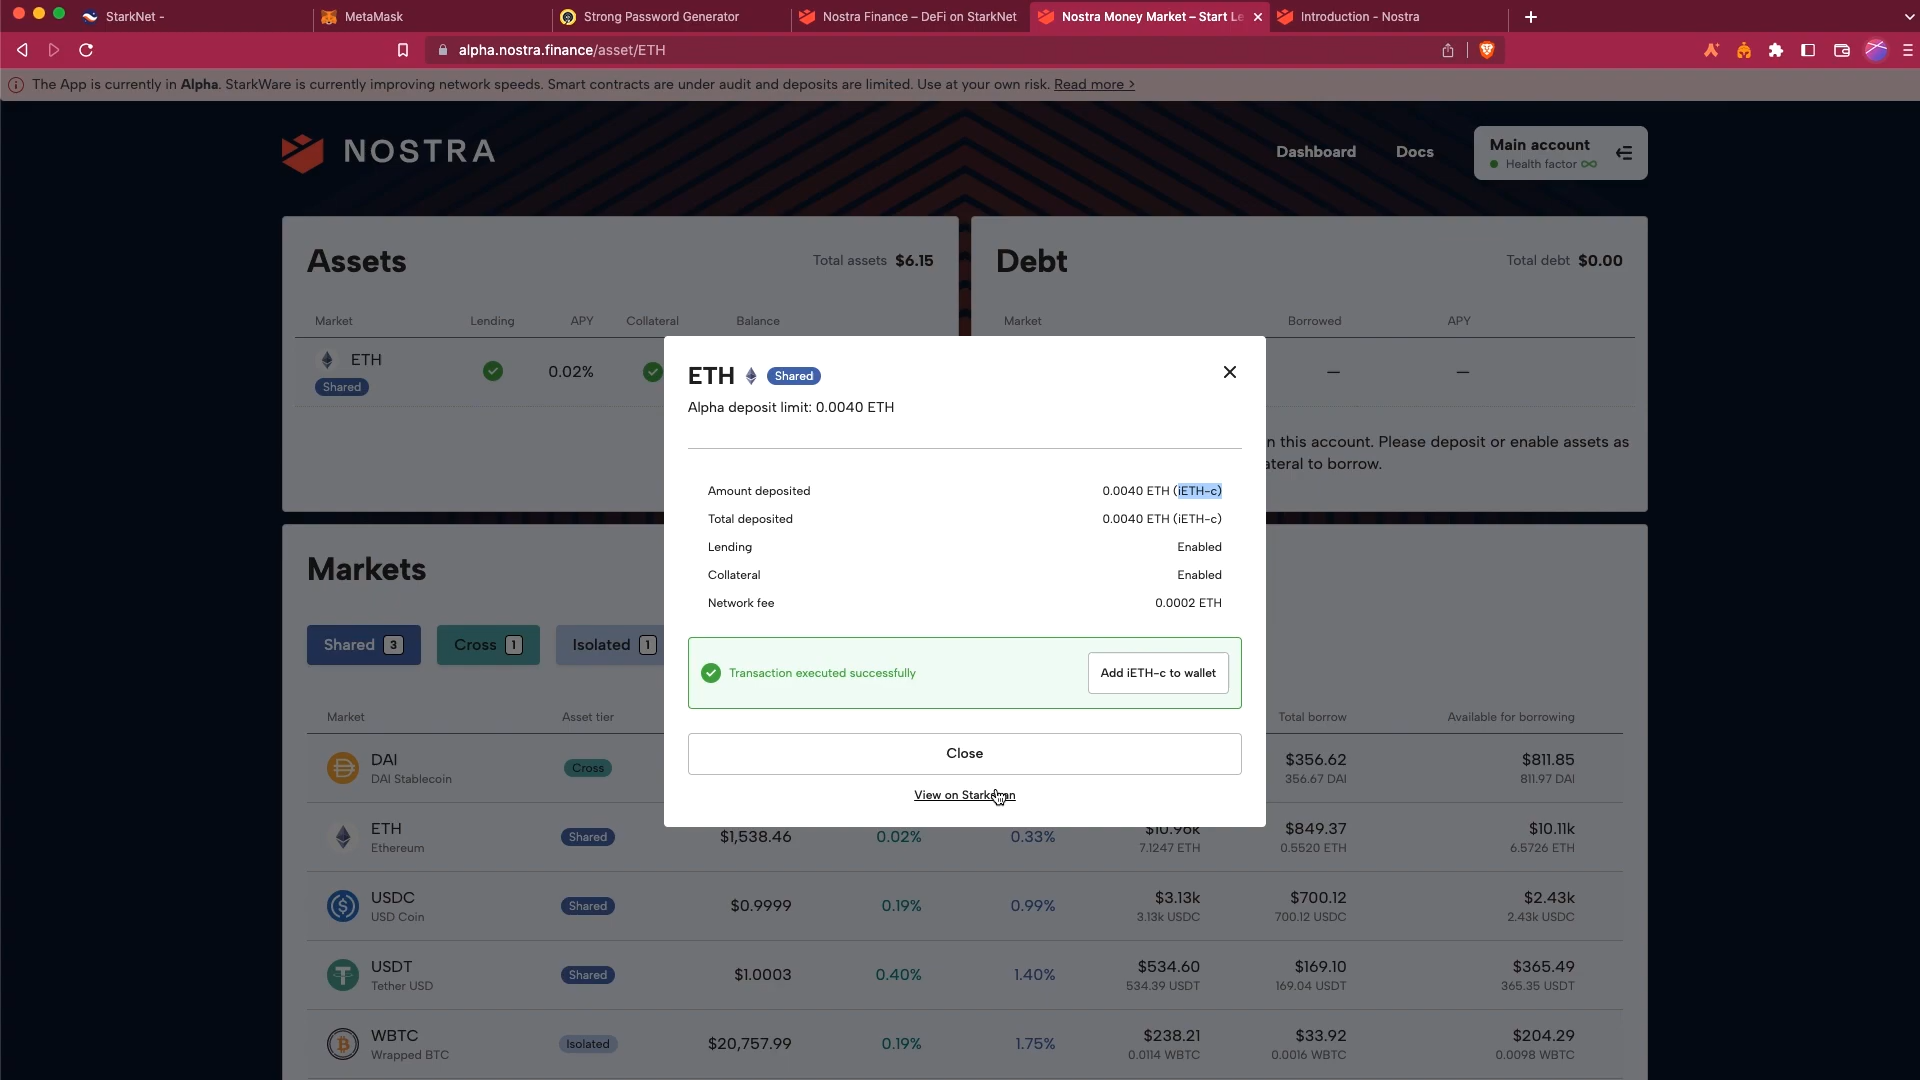 StarkNet -
MetaMask
Strong Password Generator
Nostra Finance – DeFi on StarkNet
Nostra Money Market – Start Le
Introduction - Nostra
alpha.nostra.finance/asset/ETH
The App is currently in Alpha. StarkWare is currently improving network speeds. Smart contracts are under audit and deposits are limited. Use at your own risk. Read more >
NOSTRA
Dashboard
Docs
Main account
Health factor ∞
Assets
Total assets $6.15
Market Lending APY Collateral Balance
ETH
Shared
0.02%
Debt
Total debt $0.00
Market Borrowed APY
— —
n this account. Please deposit or enable assets as
ateral to borrow.
ETH Shared
Alpha deposit limit: 0.0040 ETH
Amount deposited 0.0040 ETH (iETH-c)
Total deposited 0.0040 ETH (iETH-c)
Lending Enabled
Collateral Enabled
Network fee 0.0002 ETH
Transaction executed successfully
Add iETH-c to wallet
Close
View on
Markets
Shared 3
Cross 1
Isolated 1
Market Asset tier Total borrow Available for borrowing
DAI Cross $356.62 $811.85
DAI Stablecoin 356.67 DAI 811.97 DAI
ETH Shared $1,538.46 0.02% 0.33% $10.96k $849.37 $10.11k
Ethereum 7.1247 ETH 0.5520 ETH 6.5726 ETH
USDC Shared $0.9999 0.19% 0.99% $3.13k $700.12 $2.43k
USD Coin 3.13k USDC 700.12 USDC 2.43k USDC
USDT Shared $1.0003 0.40% 1.40% $534.60 $169.10 $365.49
Tether USD 534.39 USDT 169.04 USDT 365.35 USDT
WBTC Isolated $20,757.99 0.19% 1.75% $238.21 $33.92 $204.29
Wrapped BTC 0.0114 WBTC 0.0016 WBTC 0.0098 WBTC